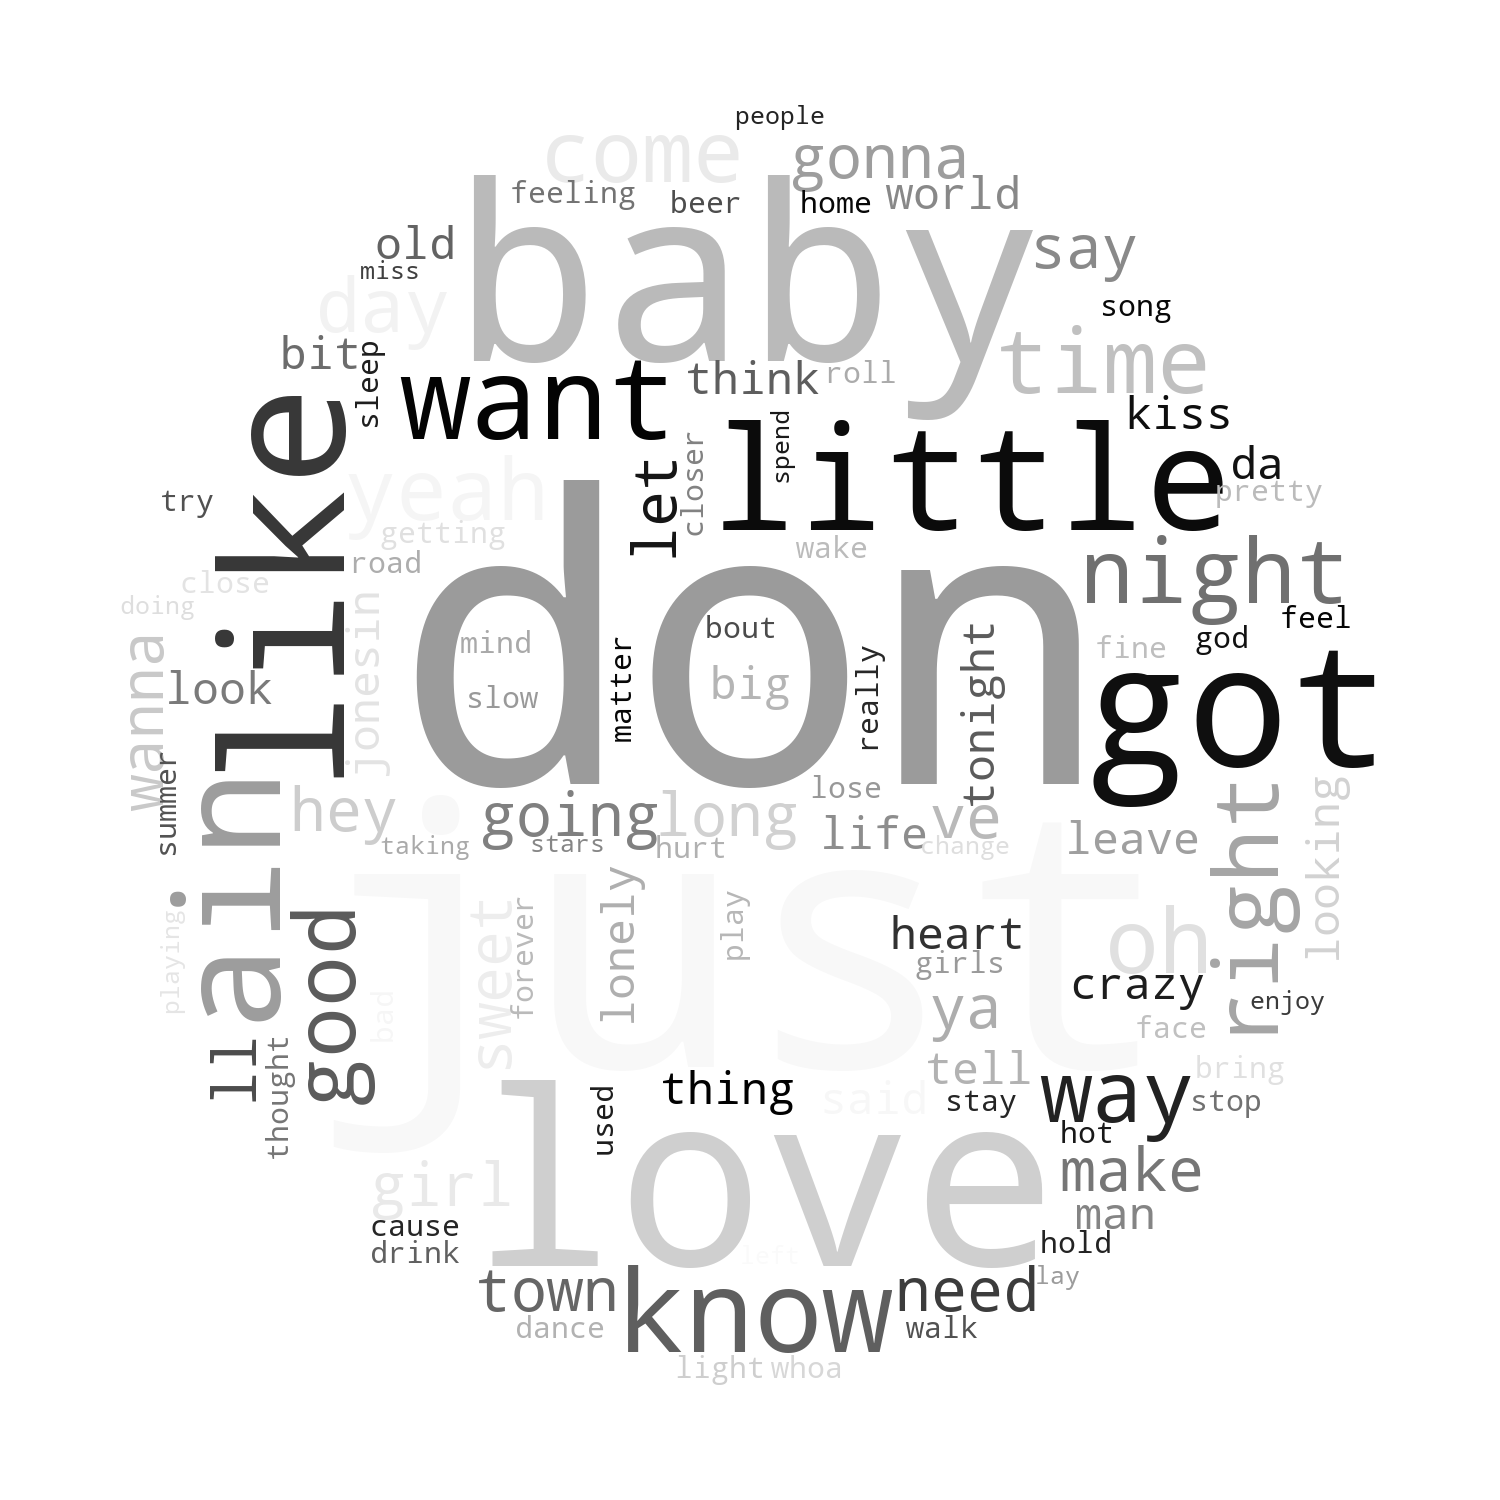 people
come
gonna
feeling
beer
home
world
baby
old
say
miss
day
song
bit
sleep
time
want
think
roll
like
kiss
little
spend
let
closer
da
yeah
pretty
try
getting
wake
night
road
close
doing
don
jonesin
bout
feel
mind
god
fine
wanna
look
matter
really
tonight
big
slow
got
summer
ain
hey
going
long
lose
life
ve
leave
right
looking
taking
stars
hurt
change
just
good
playing
bad
sweet
forever
lonely
play
heart
girls
oh
crazy
ya
enjoy
face
ll
thought
thing
tell
bring
said
stay
way
stop
used
hot
love
girl
make
man
cause
drink
left
hold
town
know
need
lay
dance
walk
light
whoa